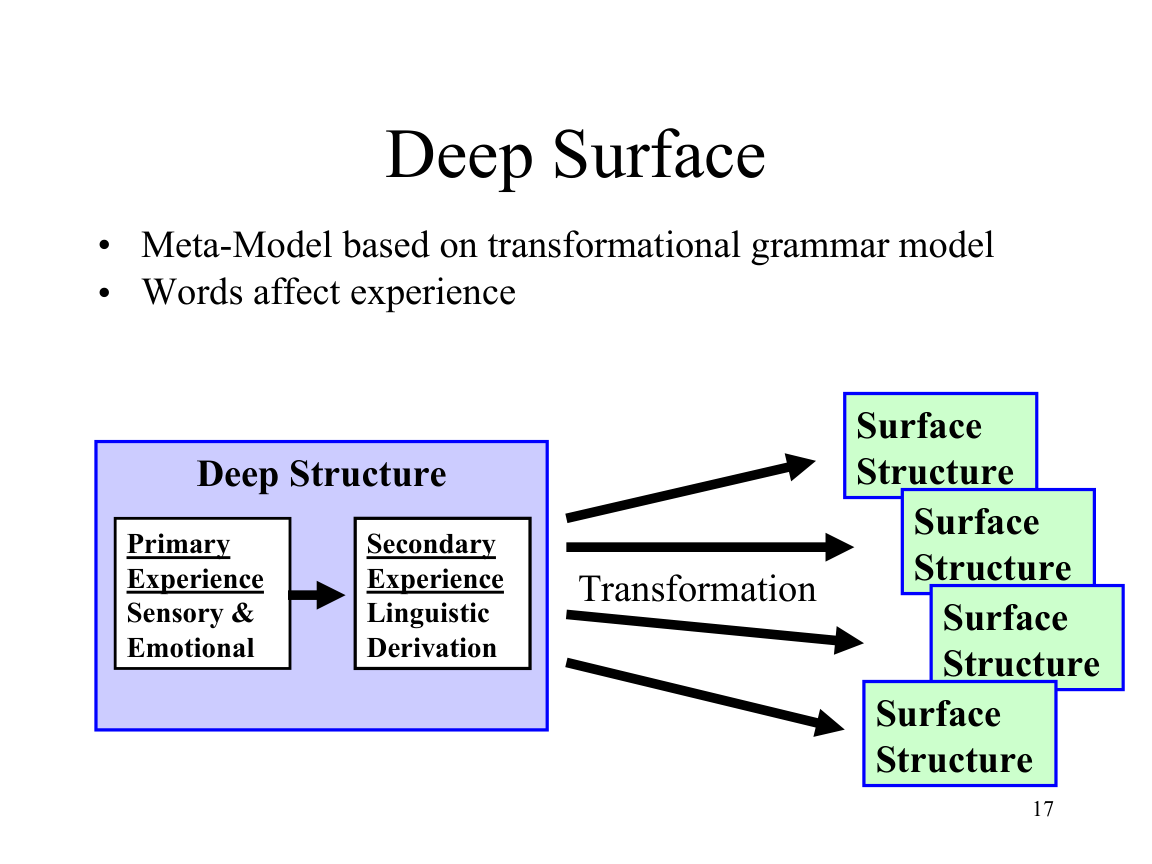 Deep Surface
• Meta-Model based on transformational grammar model
• Words affect experience
Deep Structure
Primary
Experience
Sensory &
Emotional
Secondary
Experience
Linguistic
Derivation
Transformation
Surface
Structure
Surface
Structure
Surface
Structure
Surface
Structure
17